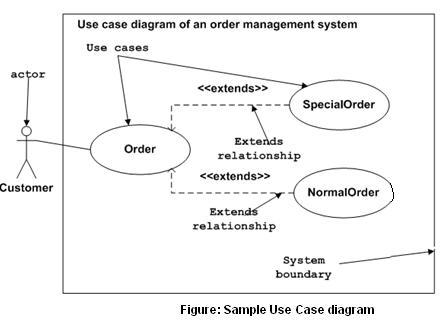 Use case diagram of an order management system
Use cases
actor
<<extends>>
SpecialOrder
Extends
relationship
Order
<<extends>>
Customer
NormalOrder
Extends
relationship
System
boundary
Figure: Sample Use Case diagram